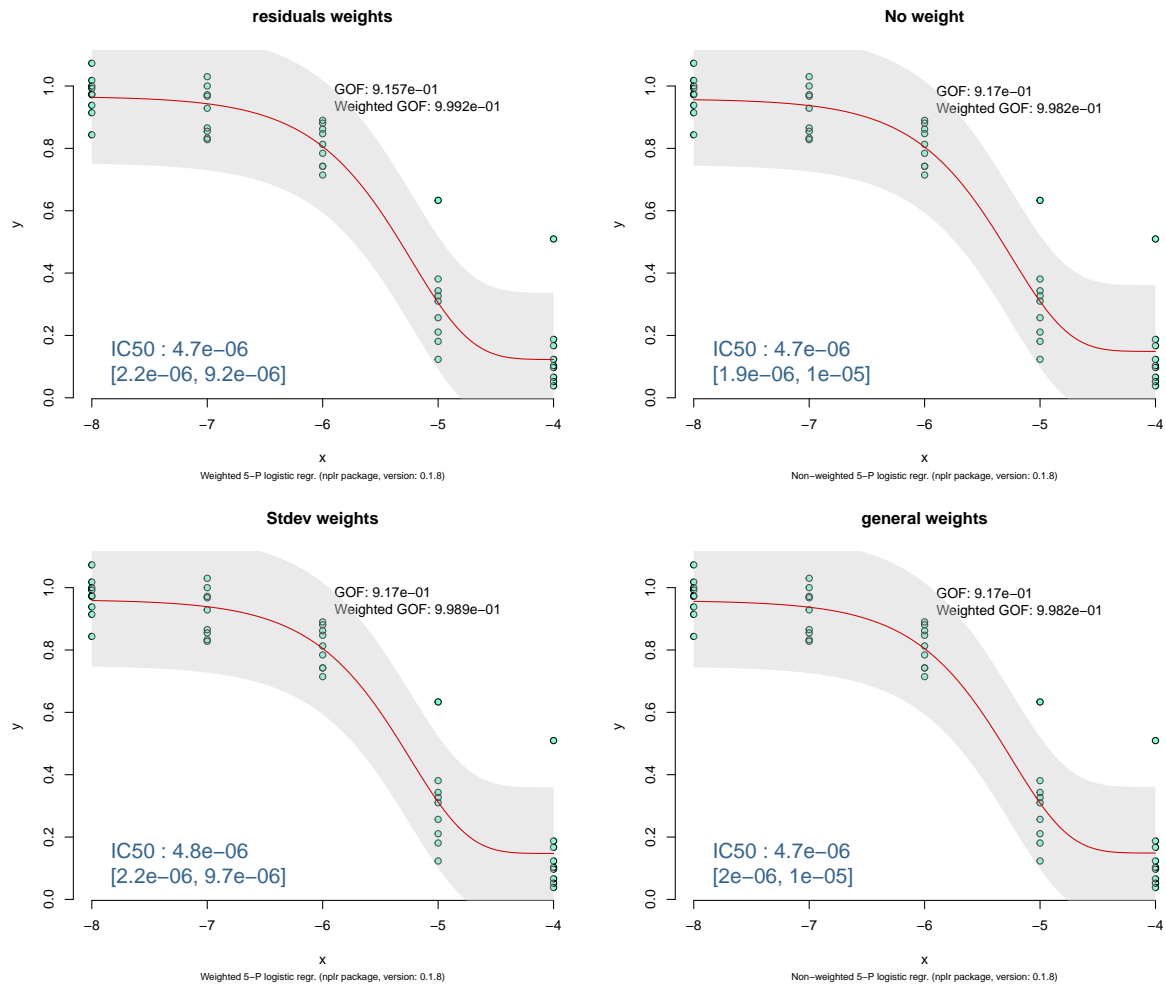 residuals weights
GOF: 9.157e−01
Weighted GOF: 9.992e−01
y
1.0
0.8
0.6
0.4
0.2
0.0
IC50 : 4.7e−06
[2.2e−06, 9.2e−06]
−8 −7 −6 −5 −4
x
Weighted 5−P logistic regr. (nplr package, version: 0.1.8)
No weight
GOF: 9.17e−01
Weighted GOF: 9.982e−01
y
1.0
0.8
0.6
0.4
0.2
0.0
IC50 : 4.7e−06
[1.9e−06, 1e−05]
−8 −7 −6 −5 −4
x
Non−weighted 5−P logistic regr. (nplr package, version: 0.1.8)
Stdev weights
GOF: 9.17e−01
Weighted GOF: 9.989e−01
y
1.0
0.8
0.6
0.4
0.2
0.0
IC50 : 4.8e−06
[2.2e−06, 9.7e−06]
−8 −7 −6 −5 −4
x
Weighted 5−P logistic regr. (nplr package, version: 0.1.8)
general weights
GOF: 9.17e−01
Weighted GOF: 9.982e−01
y
1.0
0.8
0.6
0.4
0.2
0.0
IC50 : 4.7e−06
[2e−06, 1e−05]
−8 −7 −6 −5 −4
x
Non−weighted 5−P logistic regr. (nplr package, version: 0.1.8)